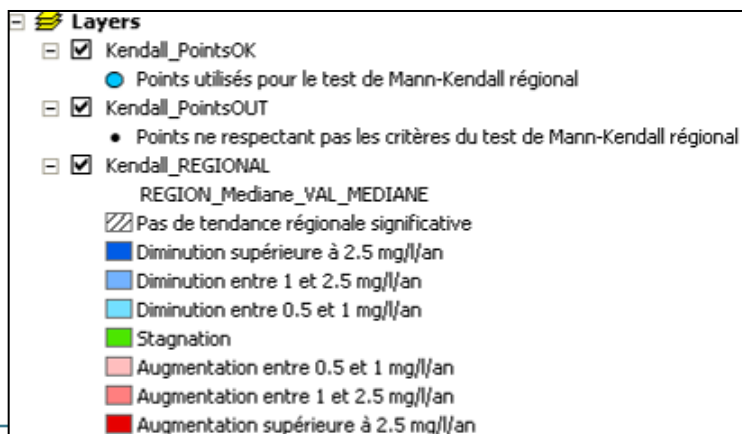 Layers
Kendall_PointsOK
Points utilisés pour le test de Mann-Kendall régional
Kendall_PointsOUT
Points ne respectant pas les critères du test de Mann-Kendall régional
Kendall_REGIONAL
REGION_Mediane_VAL_MEDIANE
Pas de tendance régionale significative
Diminution supérieure à 2.5 mg/l/an
Diminution entre 1 et 2.5 mg/l/an
Diminution entre 0.5 et 1 mg/l/an
Stagnation
Augmentation entre 0.5 et 1 mg/l/an
Augmentation entre 1 et 2.5 mg/l/an
Augmentation supérieure à 2.5 mg/l/an